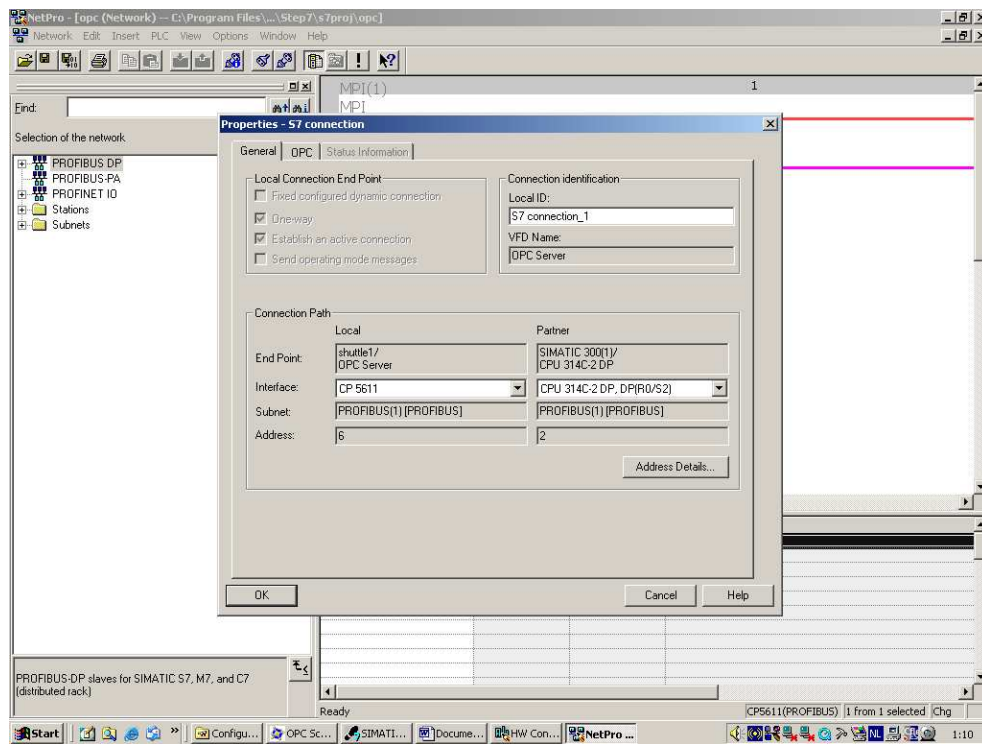 NetPro - [opc (Network) -- C:\Program Files\...\Step7\s7proj\opc]
Network Edit Insert PLC View Options Window Help
Find:
Selection of the network
PROFIBUS DP
PROFIBUS-PA
PROFINET IO
Stations
Subnets
MPI(1)
MPI
1
Properties - S7 connection
General OPC Status Information
Local Connection End Point
Fixed configured dynamic connection
One-way
Establish an active connection
Send operating mode messages
Connection identification
Local ID:
S7 connection_1
VFD Name:
OPC Server
Connection Path
Local Partner
End Point: shuttle1/ SIMATIC 300(1)/
OPC Server CPU 314C-2 DP
Interface: CP 5611 CPU 314C-2 DP, DP(R0/S2)
Subnet: PROFIBUS(1) [PROFIBUS] PROFIBUS(1) [PROFIBUS]
Address: 6 2
Address Details...
OK Cancel Help
PROFIBUS-DP slaves for SIMATIC S7, M7, and C7
(distributed rack)
Ready CP5611(PROFIBUS) 1 from 1 selected Chg
Start Configu... OPC Sc... SIMATI... Docume... HW Con... NetPro ... NL 1:10